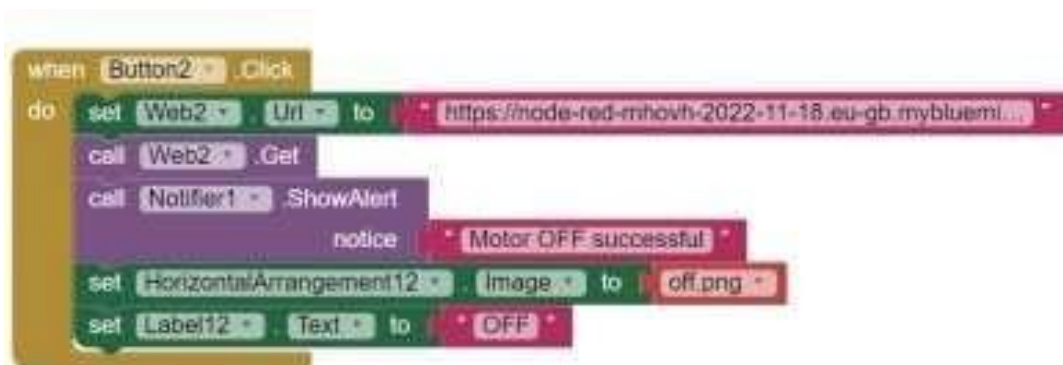 when Button2 .Click
do set Web2 . Url to " https://node-red-mhovh-2022-11-18.eu-gb.mybluemi... "
call Web2 .Get
call Notifier1 .ShowAlert
notice " Motor OFF successful "
set HorizontalArrangement12 . Image to off.png
set Label12 . Text to " OFF "